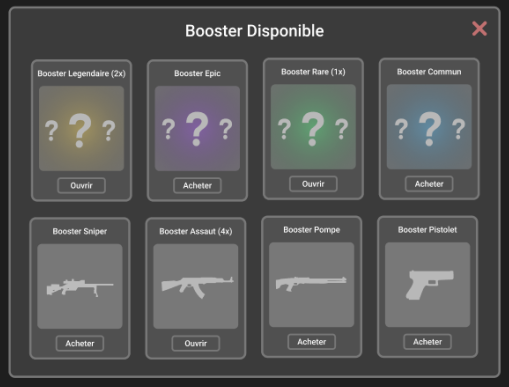 Booster Disponible
Booster Legendaire (2x)
Booster Epic
Booster Rare (1x)
Booster Commun
? ? ?
? ? ?
? ? ?
? ? ?
Ouvrir
Acheter
Ouvrir
Acheter
Booster Sniper
Booster Assaut (4x)
Booster Pompe
Booster Pistolet
Acheter
Ouvrir
Acheter
Acheter